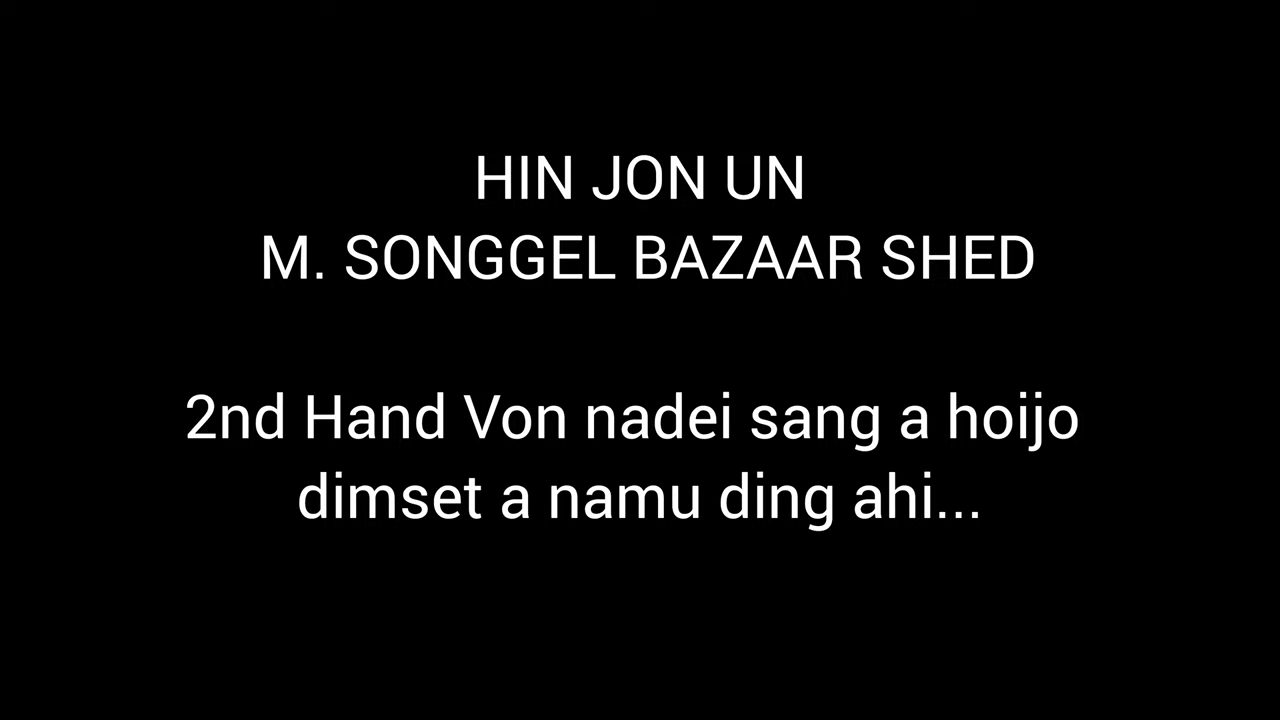 HIN JON UN
M. SONGGEL BAZAAR SHED
2nd Hand Von nadei sang a hoijo
dimset a namu ding ahi...